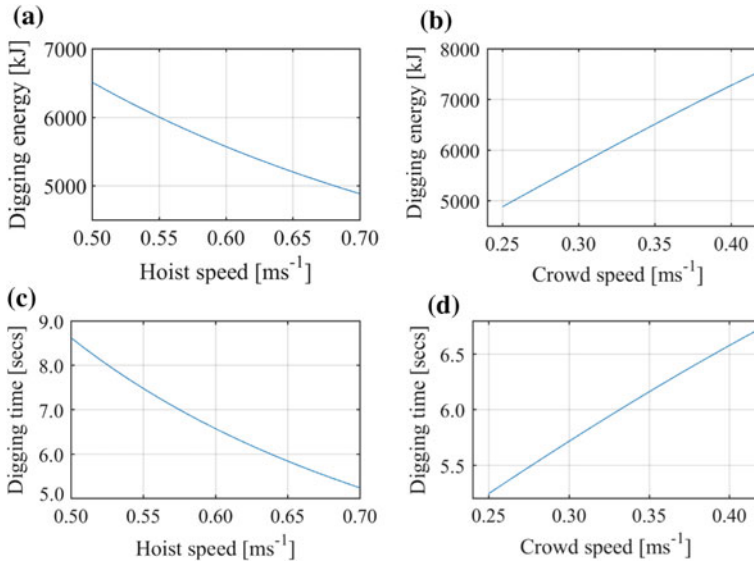 (a)
7000
6000
5000
Digging energy [kJ]
0.50 0.55 0.60 0.65 0.70
Hoist speed [ms⁻¹]
(b)
8000
7000
6000
5000
Digging energy [kJ]
0.25 0.30 0.35 0.40
Crowd speed [ms⁻¹]
(c)
9.0
8.0
7.0
6.0
5.0
Digging time [secs]
0.50 0.55 0.60 0.65 0.70
Hoist speed [ms⁻¹]
(d)
6.5
6.0
5.5
Digging time [secs]
0.25 0.30 0.35 0.40
Crowd speed [ms⁻¹]